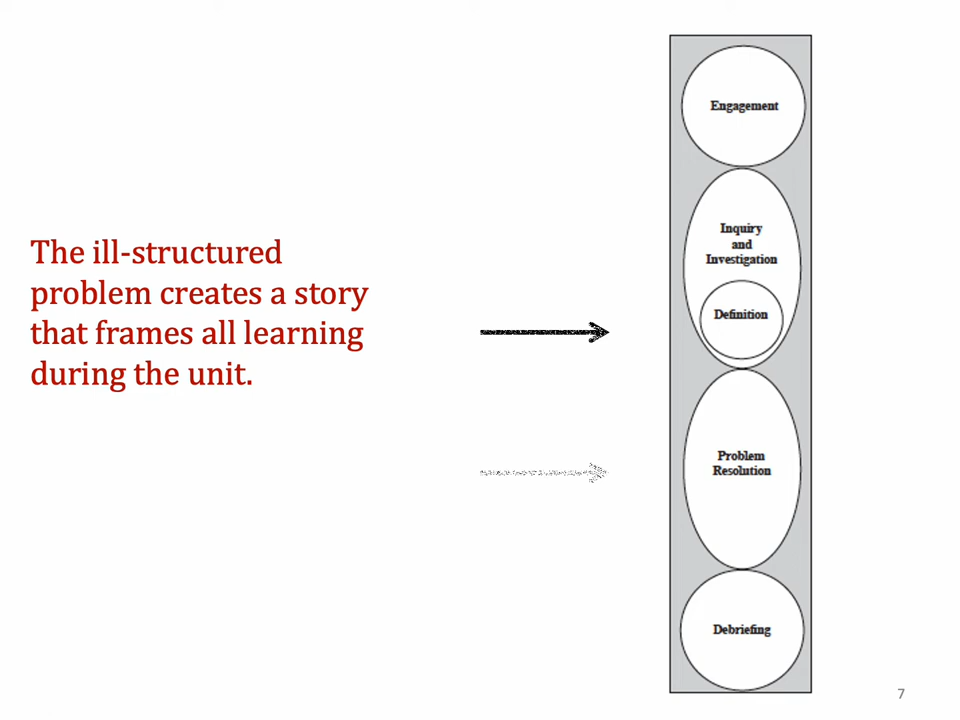 The ill-structured
problem creates a story
that frames all learning
during the unit.
Engagement
Inquiry
and
Investigation
Definition
Problem
Resolution
Debriefing
7